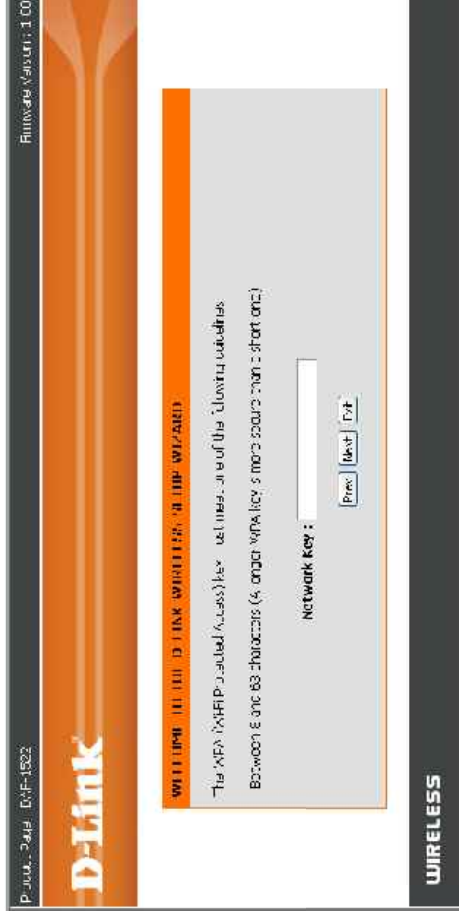 Product Page: DAP-1522 Firmware Version : 1.00
D-Link
WELCOME TO THE D-LINK WIRELESS SETUP WIZARD
The WPA (Wi-Fi Protected Access) key must meet one of the following guidelines
Between 8 and 63 characters (A longer WPA key is more secure than a short one)
Network Key :
Prev Next Exit
WIRELESS